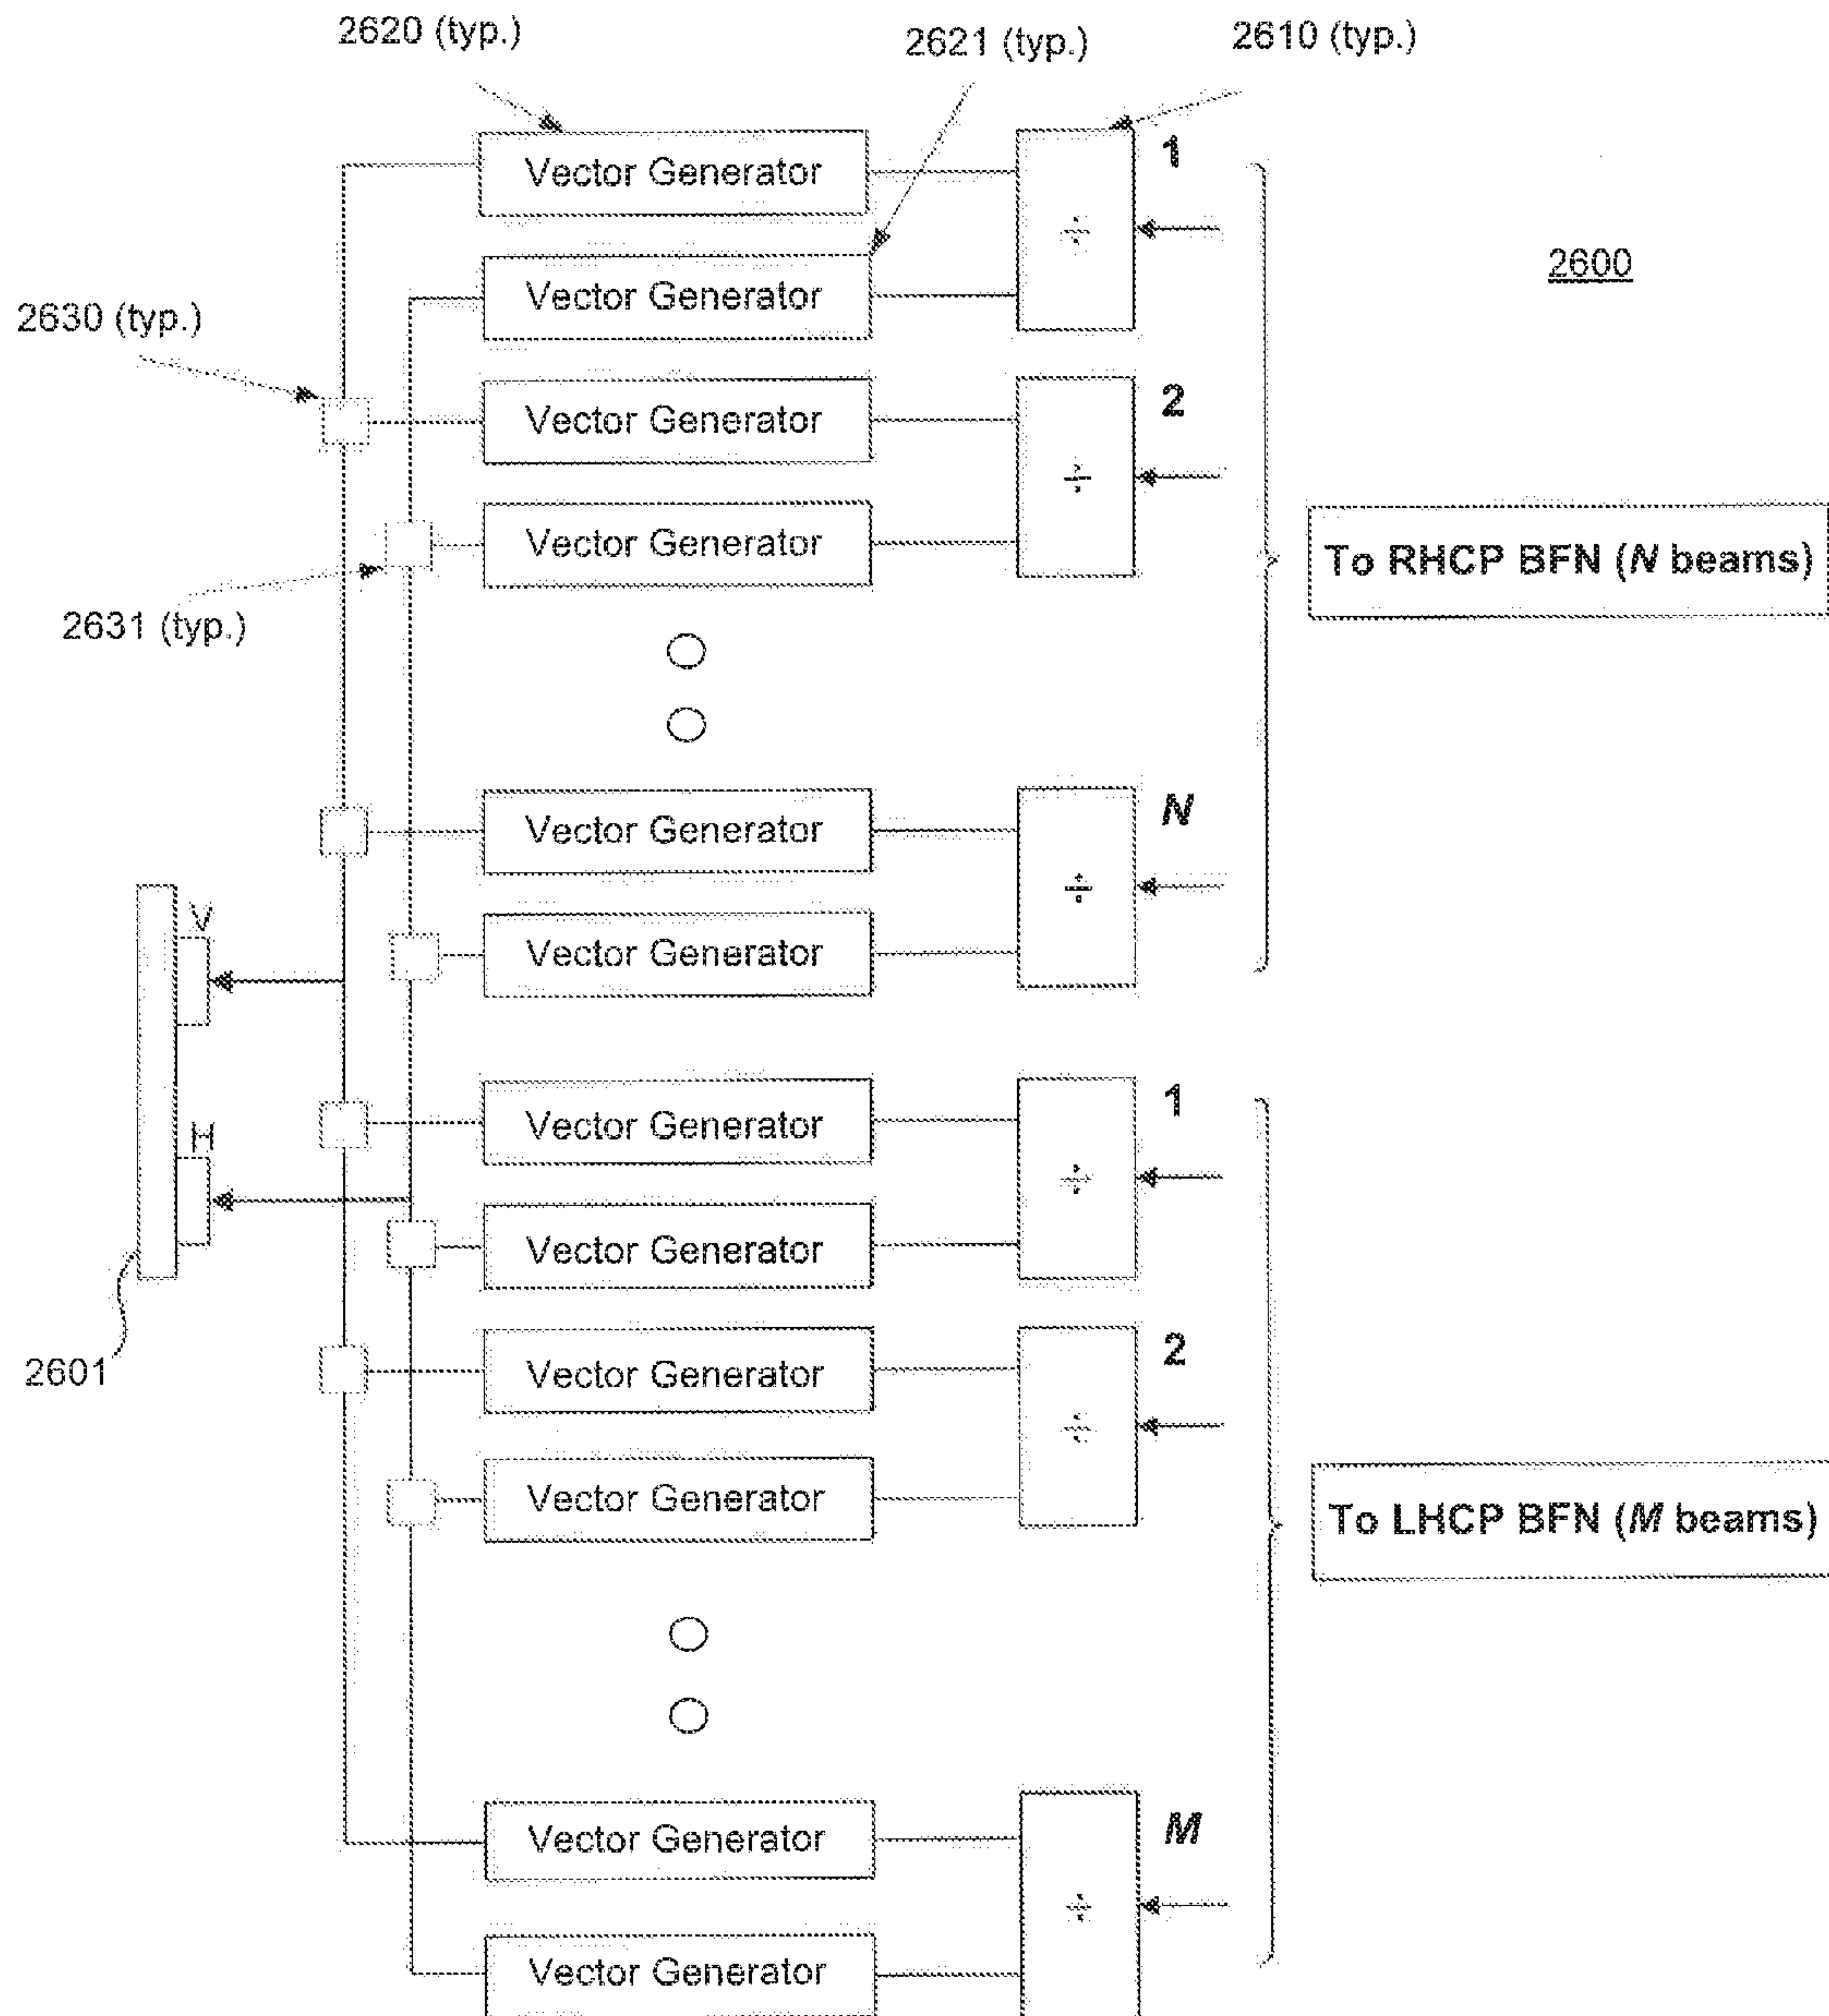 2620 (typ.)
2621 (typ.)
2610 (typ.)
Vector Generator
1
÷
2600
Vector Generator
2630 (typ.)
Vector Generator
2
÷
Vector Generator
To RHCP BFN (N beams)
2631 (typ.)
Vector Generator
N
÷
V
Vector Generator
Vector Generator
1
÷
H
Vector Generator
Vector Generator
2
÷
2601
Vector Generator
To LHCP BFN (M beams)
Vector Generator
M
÷
Vector Generator